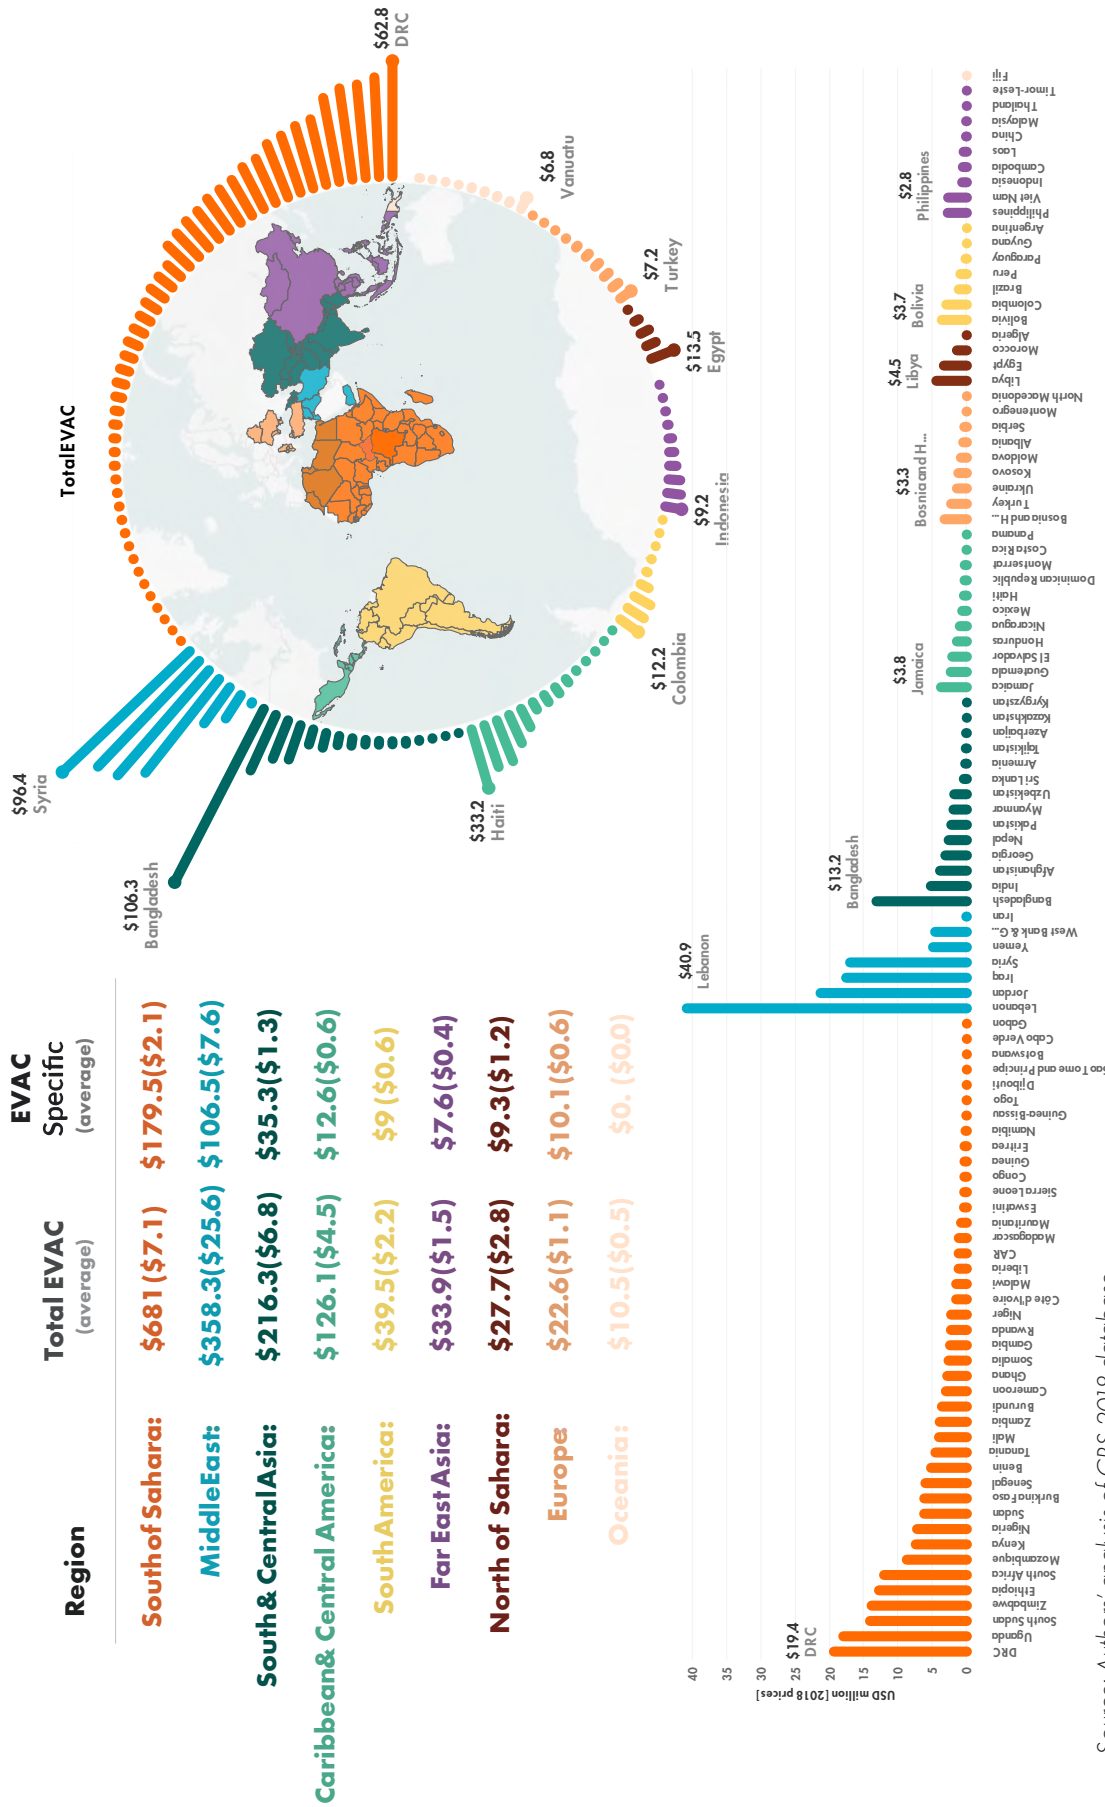 Region
Total EVAC
(average)
EVAC
Specific
(average)
South of Sahara:
$681 ($7.1)
$179.5($2.1)
Middle East:
$358.3($25.6)
$106.5($7.6)
South & Central Asia:
$216.3($6.8)
$35.3($1.3)
Caribbean & Central America:
$126.1($4.5)
$12.6($0.6)
South America:
$39.5($2.2)
$9 ($0.6)
Far East Asia:
$33.9($1.5)
$7.6($0.4)
North of Sahara:
$27.7($2.8)
$9.3($1.2)
Europe:
$22.6($1.1)
$10.1($0.6)
Oceania:
$10.5($0.5)
$0. ($0.0)
Total EVAC
$96.4
Syria
$62.8
DRC
$106.3
Bangladesh
$6.8
Vanuatu
$7.2
Turkey
$13.5
Egypt
$33.2
Haiti
$9.2
Indonesia
$12.2
Colombia
USD million [2018 prices]
40
35
30
25
20
15
10
5
0
$19.4
DRC
$40.9
Lebanon
$13.2
Bangladesh
$3.8
Jamaica
$3.3
Bosnia and H...
$4.5
Libya
$3.7
Bolivia
$2.8
Philippines
DRC
Uganda
South Sudan
Zimbabwe
Ethiopia
South Africa
Mozambique
Kenya
Nigeria
Sudan
Burkina Faso
Senegal
Benin
Tanania
Mali
Zambia
Burundi
Cameroon
Ghana
Somalia
Gambia
Rwanda
Niger
Côte d'Ivoire
Malawi
Liberia
CAR
Madagascar
Mauritania
Eswatini
Sierra Leone
Congo
Guinea
Eritrea
Namibia
Guinea-Bissau
Togo
Djibouti
Sao Tome and Principe
Botswana
Cabo Verde
Gabon
Lebanon
Jordan
Iraq
Syria
Yemen
West Bank & G...
Iran
Bangladesh
India
Afghanistan
Georgia
Nepal
Pakistan
Myanmar
Uzbekistan
Sri Lanka
Armenia
Tajikistan
Azerbaijan
Kazakhstan
Kyrgyzstan
Jamaica
Guatemala
El Salvador
Honduras
Nicaragua
Mexico
Haiti
Dominican Republic
Montserrat
Costa Rica
Panama
Bosnia and H...
Turkey
Ukraine
Kosovo
Moldova
Albania
Serbia
Montenegro
North Macedonia
Libya
Egypt
Morocco
Algeria
Bolivia
Colombia
Brazil
Peru
Paraguay
Guyana
Argentina
Philippines
Viet Nam
Indonesia
Cambodia
Laos
China
Malaysia
Thailand
Timor-Leste
Fiji
Source: Authors' analysis of CRS 2018 database